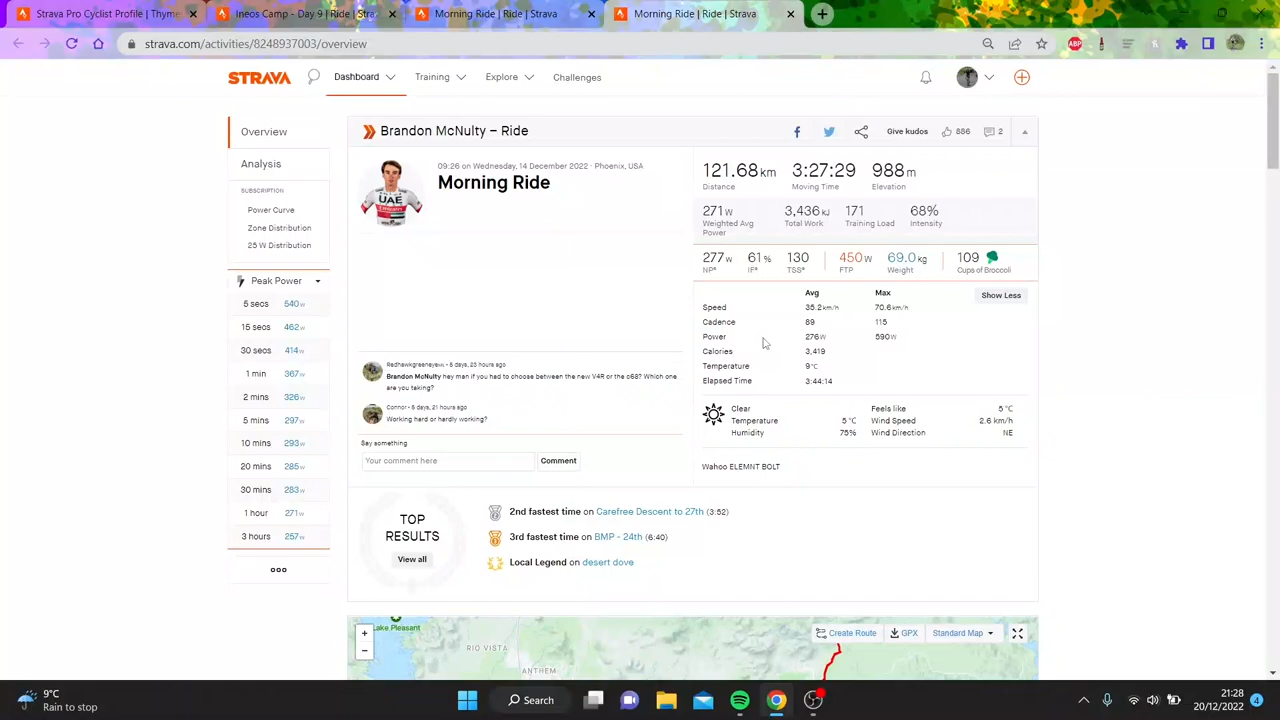 Strava Pro Cyclist Profile | Thyme
Ineos Camp - Day 9 | Ride | Stra
Morning Ride | Ride | Strava
Morning Ride | Ride | Strava
strava.com/activities/8248937003/overview
ABP
STRAVA
Dashboard
Training
Explore
Challenges
Overview
Analysis
SUBSCRIPTION
Power Curve
Zone Distribution
25 W Distribution
Peak Power
5 secs 540w
15 secs 462w
30 secs 414w
1 min 367w
2 mins 326w
5 mins 297w
10 mins 293w
20 mins 285w
30 mins 283w
1 hour 271w
3 hours 257w
Brandon McNulty – Ride
Give kudos 886 2
09:26 on Wednesday, 14 December 2022 · Phoenix, USA
Morning Ride
UAE
Emirates
121.68km 3:27:29 988m
Distance Moving Time Elevation
271W 3,436kJ 171 68%
Weighted Avg Power Total Work Training Load Intensity
277w 61% 130 450W 69.0kg 109
NP® IF® TSS® FTP Weight Cups of Broccoli
Avg Max
Show Less
Speed 35.2km/h 70.6km/h
Cadence 89 115
Power 276W 590W
Calories 3,419
Temperature 9℃
Elapsed Time 3:44:14
Clear Feels like 5 ℃
Temperature 5 ℃ Wind Speed 2.6 km/h
Humidity 75% Wind Direction NE
Wahoo ELEMNT BOLT
Brandon McNulty hey man if you had to choose between the new V4R or the c68? Which one
are you taking?
Connor - 5 days, 21 hours ago
Working hard or hardly working?
Say something
Your comment here
Comment
TOP
RESULTS
View all
2nd fastest time on Carefree Descent to 27th (3:52)
3rd fastest time on BMP - 24th (6:40)
Local Legend on desert dove
+
−
Lake Pleasant
RIO VISTA
ANTHEM
Create Route
GPX
Standard Map
9°C
Rain to stop
Search
21:28
20/12/2022
4